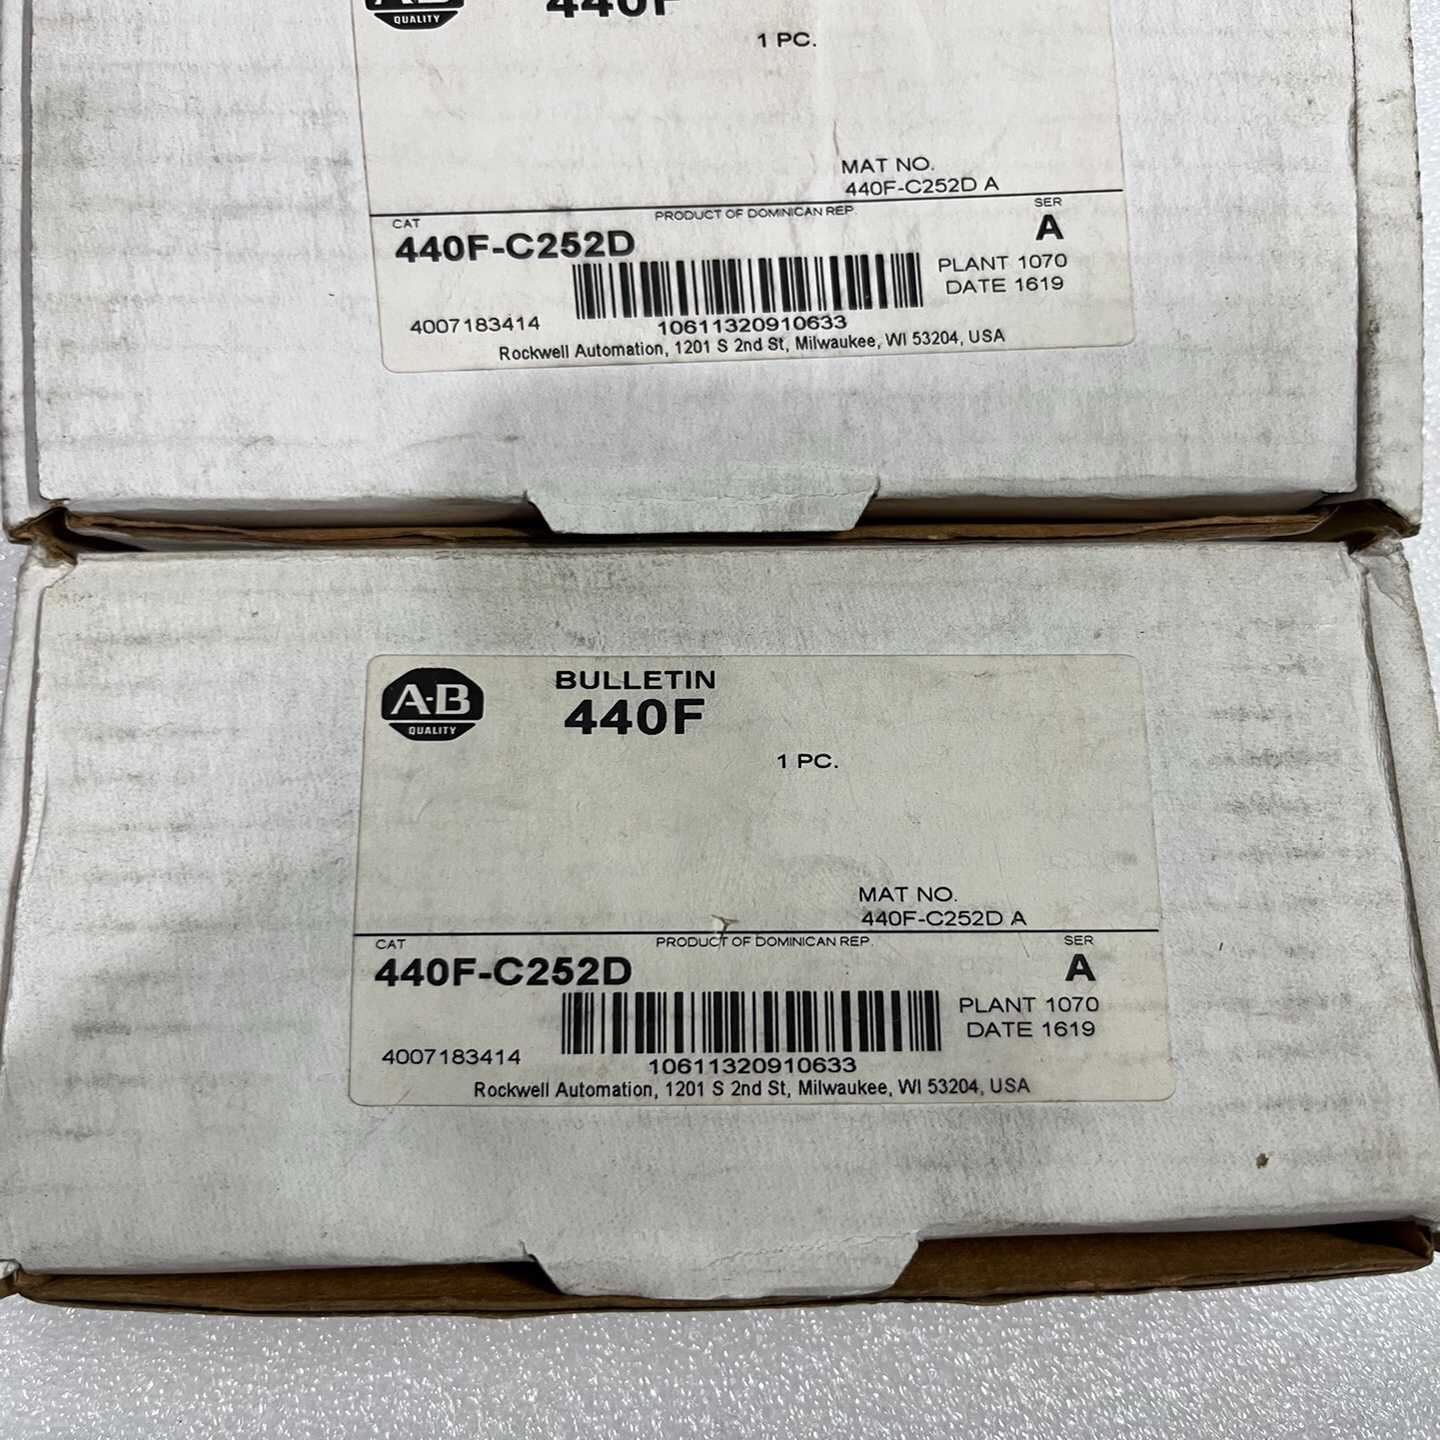 QUALITY
440F
1 PC.
MAT NO.
440F-C252D A
CAT
PRODUCT OF DOMINICAN REP.
SER
440F-C252D
A
PLANT 1070
DATE 1619
4007183414
10611320910633
Rockwell Automation, 1201 S 2nd St, Milwaukee, WI 53204, USA
A-B
QUALITY
BULLETIN
440F
1 PC.
MAT NO.
440F-C252D A
CAT
PRODUCT OF DOMINICAN REP.
SER
440F-C252D
A
PLANT 1070
DATE 1619
4007183414
10611320910633
Rockwell Automation, 1201 S 2nd St, Milwaukee, WI 53204, USA